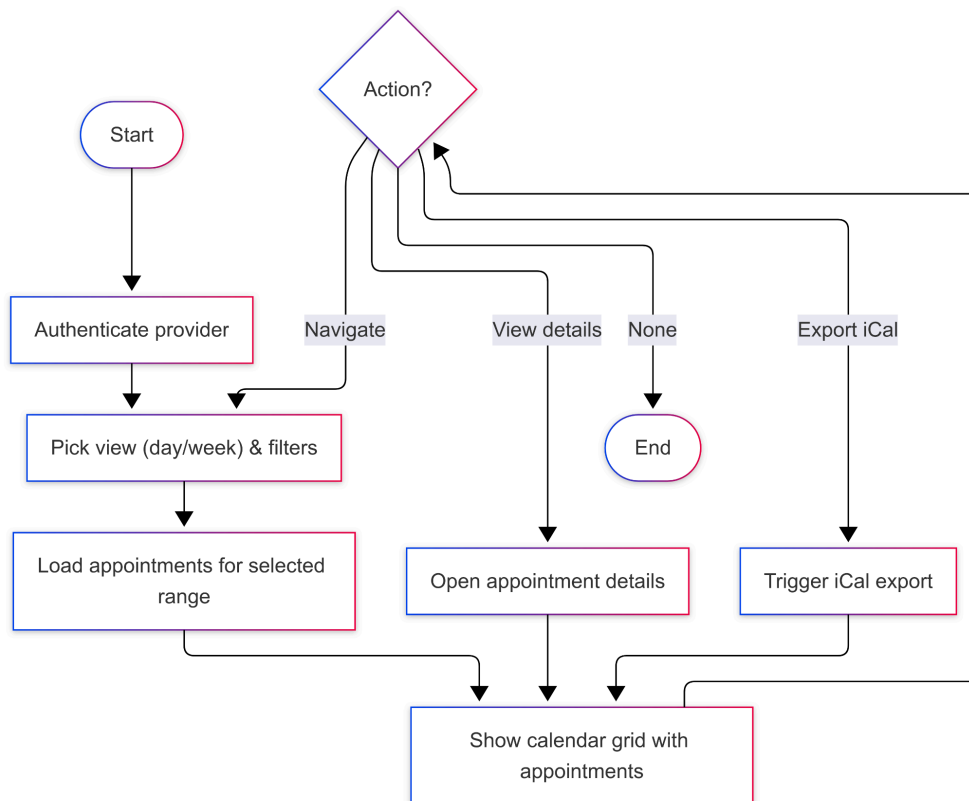 Action?
Start
Authenticate provider
Navigate
View details
None
Export iCal
Pick view (day/week) & filters
End
Load appointments for selected
range
Open appointment details
Trigger iCal export
Show calendar grid with
appointments